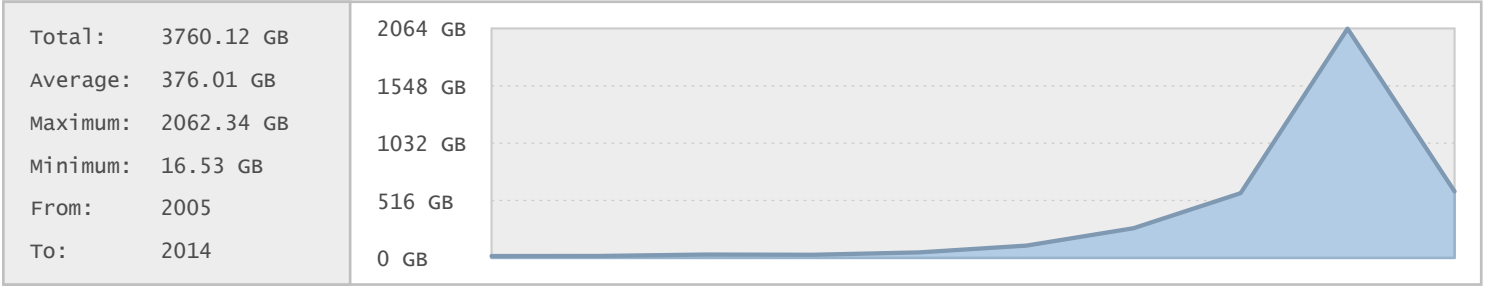 Total: 3760.12 GB
Average: 376.01 GB
Maximum: 2062.34 GB
Minimum: 16.53 GB
From: 2005
To: 2014
2064 GB
1548 GB
1032 GB
516 GB
0 GB